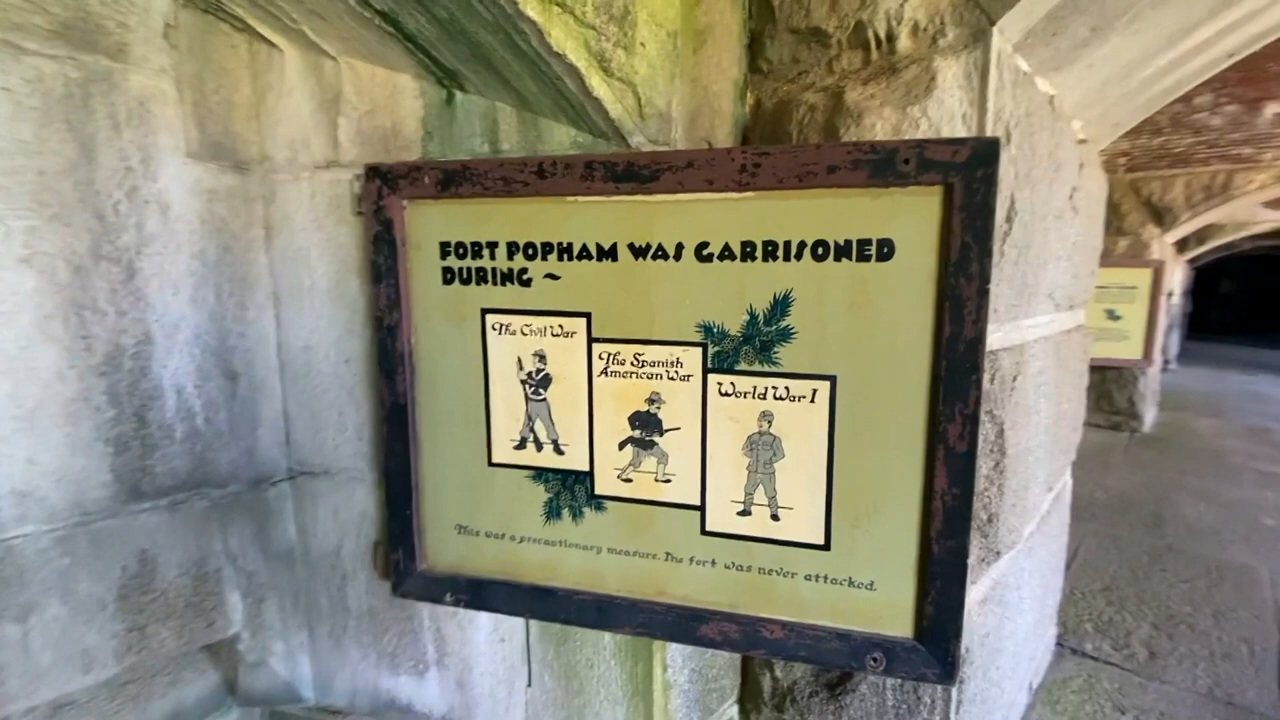 FORT POPHAM WAS GARRISONED
DURING ~
The Civil War
The Spanish
American War
World War I
This was a precautionary measure. The fort was never attacked.